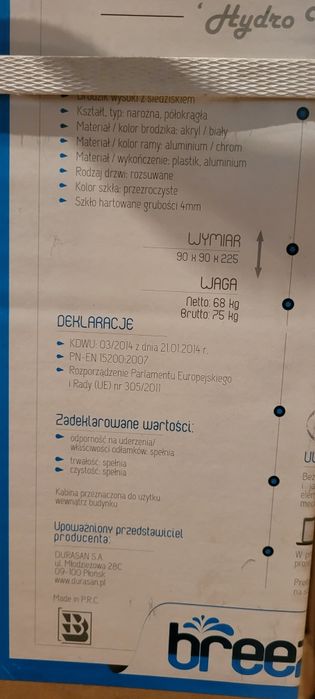 ' Hydro
Brodzik wysoki z siedziskiem
Kształt, typ: narożna, półokrągła
Materiał / kolor brodzika: akryl / biały
Materiał / kolor ramy: aluminium / chrom
Materiał / wykończenie: plastik, aluminium
Rodzaj drzwi: rozsuwane
Kolor szkła: przezroczyste
Szkło hartowane grubości 4mm
WYMIAR
90 x 90 x 225
WAGA
Netto: 68 kg
Brutto: 75 kg
DEKLARACJE
KDWU: 03/2014 z dnia 21.01.2014 r.
PN-EN 15200:2007
Rozporządzenie Parlamentu Europejskiego
i Rady (UE) nr 305/2011
Zadeklarowane wartości:
odporność na uderzenia/
właściwości odłamków: spełnia
trwałość: spełnia
czystość: spełnia
Kabina przeznaczona do użytku
wewnątrz budynku
Upoważniony przedstawiciel
producenta:
DURASAN S.A.
ul. Młodzieżowa 28C
09-100 Płońsk
www.durasan.pl
Made in P.R.C.
B
breez